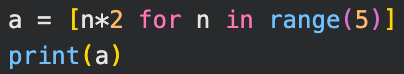 a = [n*2 for n in range(5)]
print(a)